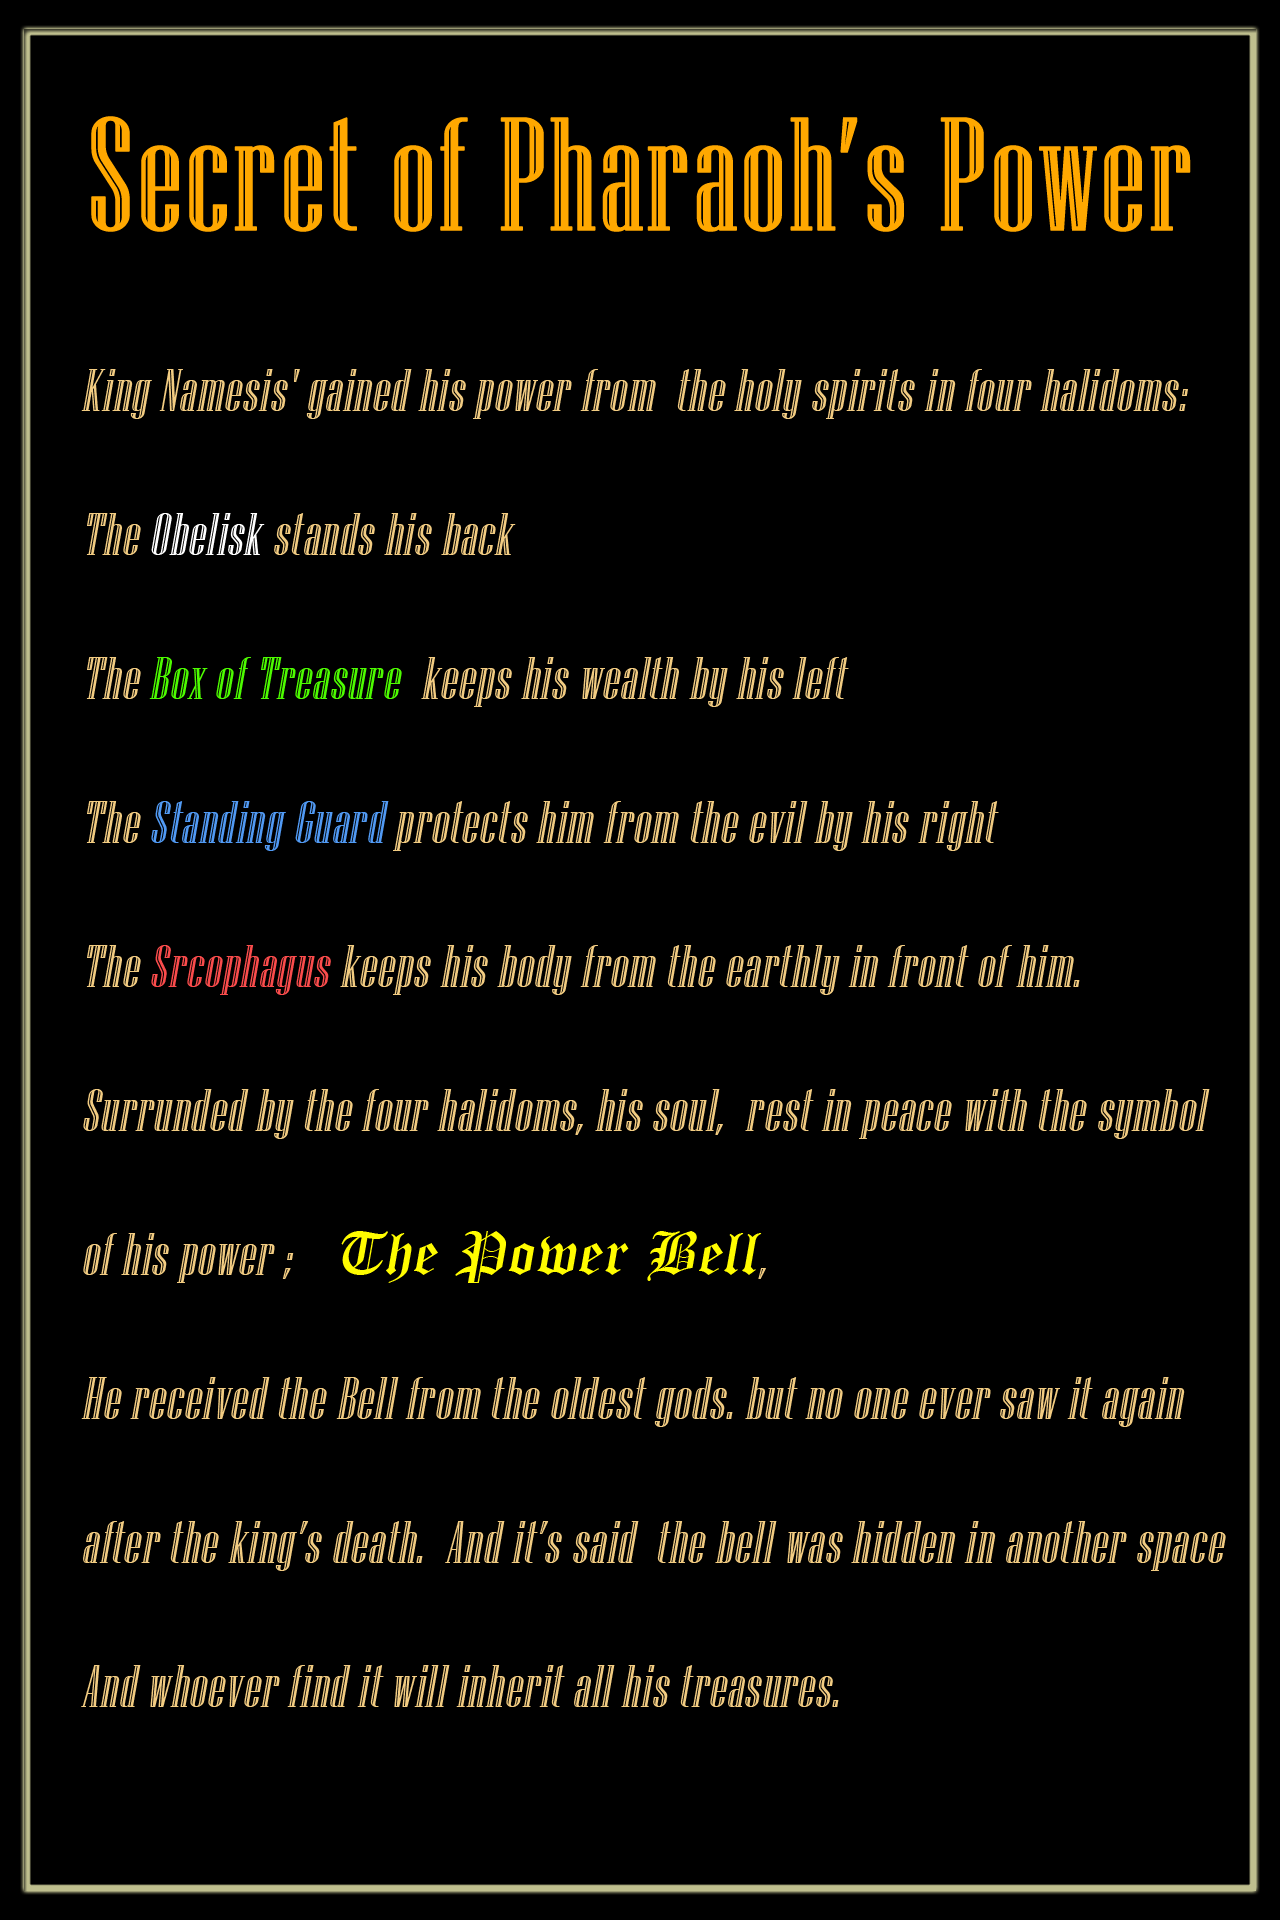 Secret of Pharaoh's Power
King Namesis' gained his power from the holy spirits in four halidoms:
The Obelisk stands his back
The Box of Treasure keeps his wealth by his left
The Standing Guard protects him from the evil by his right
The Srcophagus keeps his body from the earthly in front of him.
Surrunded by the four halidoms, his soul, rest in peace with the symbol
of his power ; The Power Bell,
He received the Bell from the oldest gods. but no one ever saw it again
after the king's death. And it's said the bell was hidden in another space
And whoever find it will inherit all his treasures.